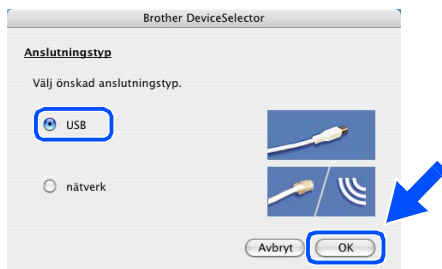 Brother DeviceSelector
Anslutningstyp
Välj önskad anslutningstyp.
USB
nätverk
Avbryt OK